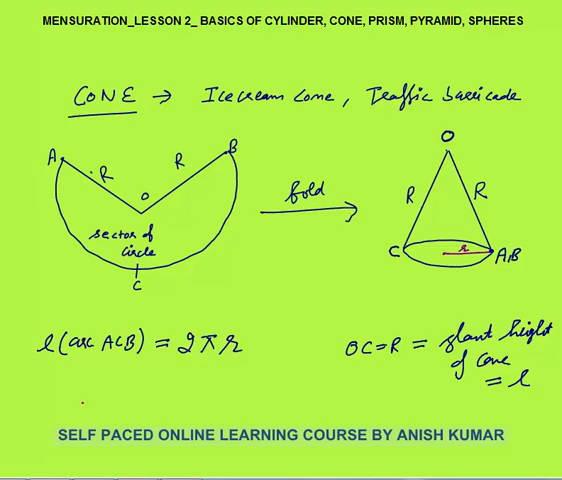 MENSURATION_LESSON 2_ BASICS OF CYLINDER, CONE, PRISM, PYRAMID, SPHERES
CONE → Icecream Cone, Traffic barricade
A
R
R
B
O
sector of
circle
C
fold
O
R
R
C
r
A,B
l(arc ACB) = 2πr
OC=R = slant height
of cone
= l
SELF PACED ONLINE LEARNING COURSE BY ANISH KUMAR